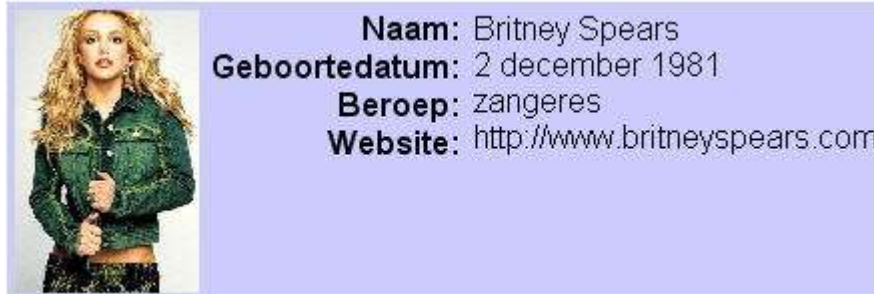 Naam: Britney Spears
Geboortedatum: 2 december 1981
Beroep: zangeres
Website: http://www.britneyspears.com